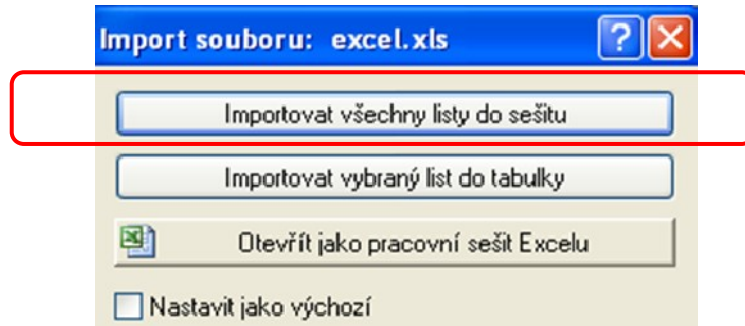 Import souboru: excel.xls
Importovat všechny listy do sešitu
Importovat vybraný list do tabulky
Otevřít jako pracovní sešit Excelu
Nastavit jako výchozí